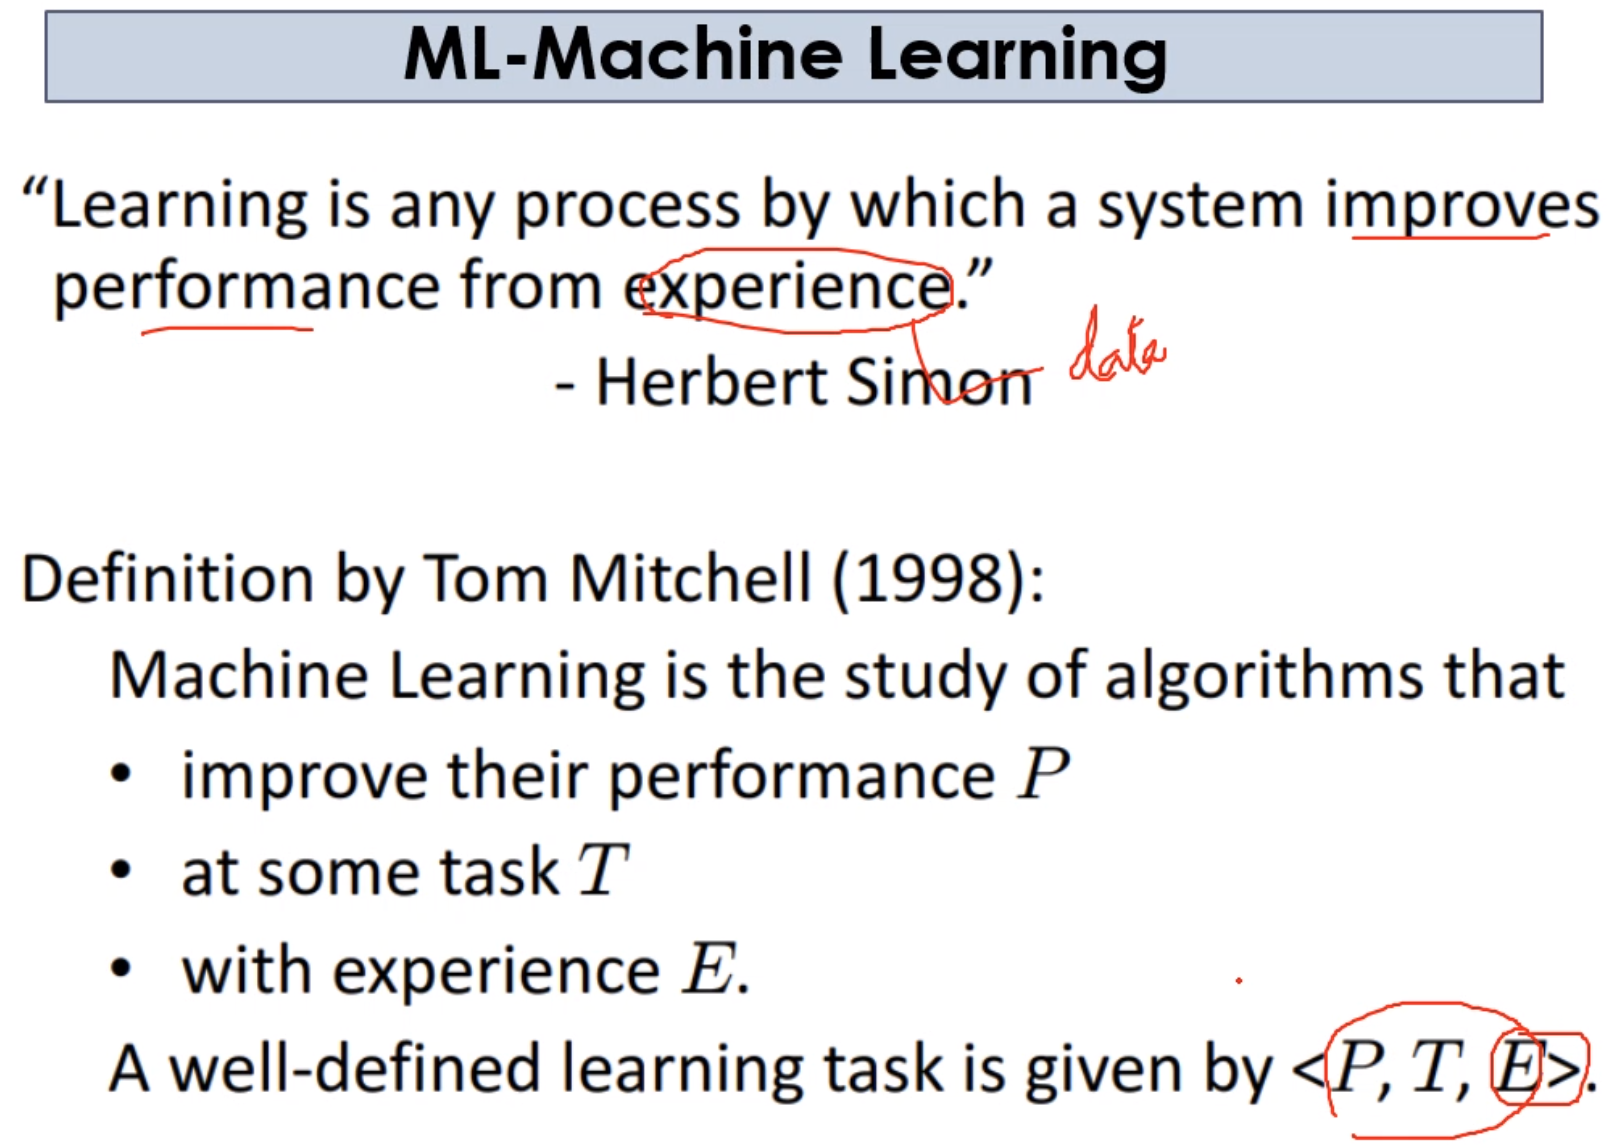 ML-Machine Learning
“Learning is any process by which a system improves
performance from experience.”
- Herbert Simon
data
Definition by Tom Mitchell (1998):
Machine Learning is the study of algorithms that
• improve their performance P
• at some task T
• with experience E.
A well-defined learning task is given by <P, T, E>.